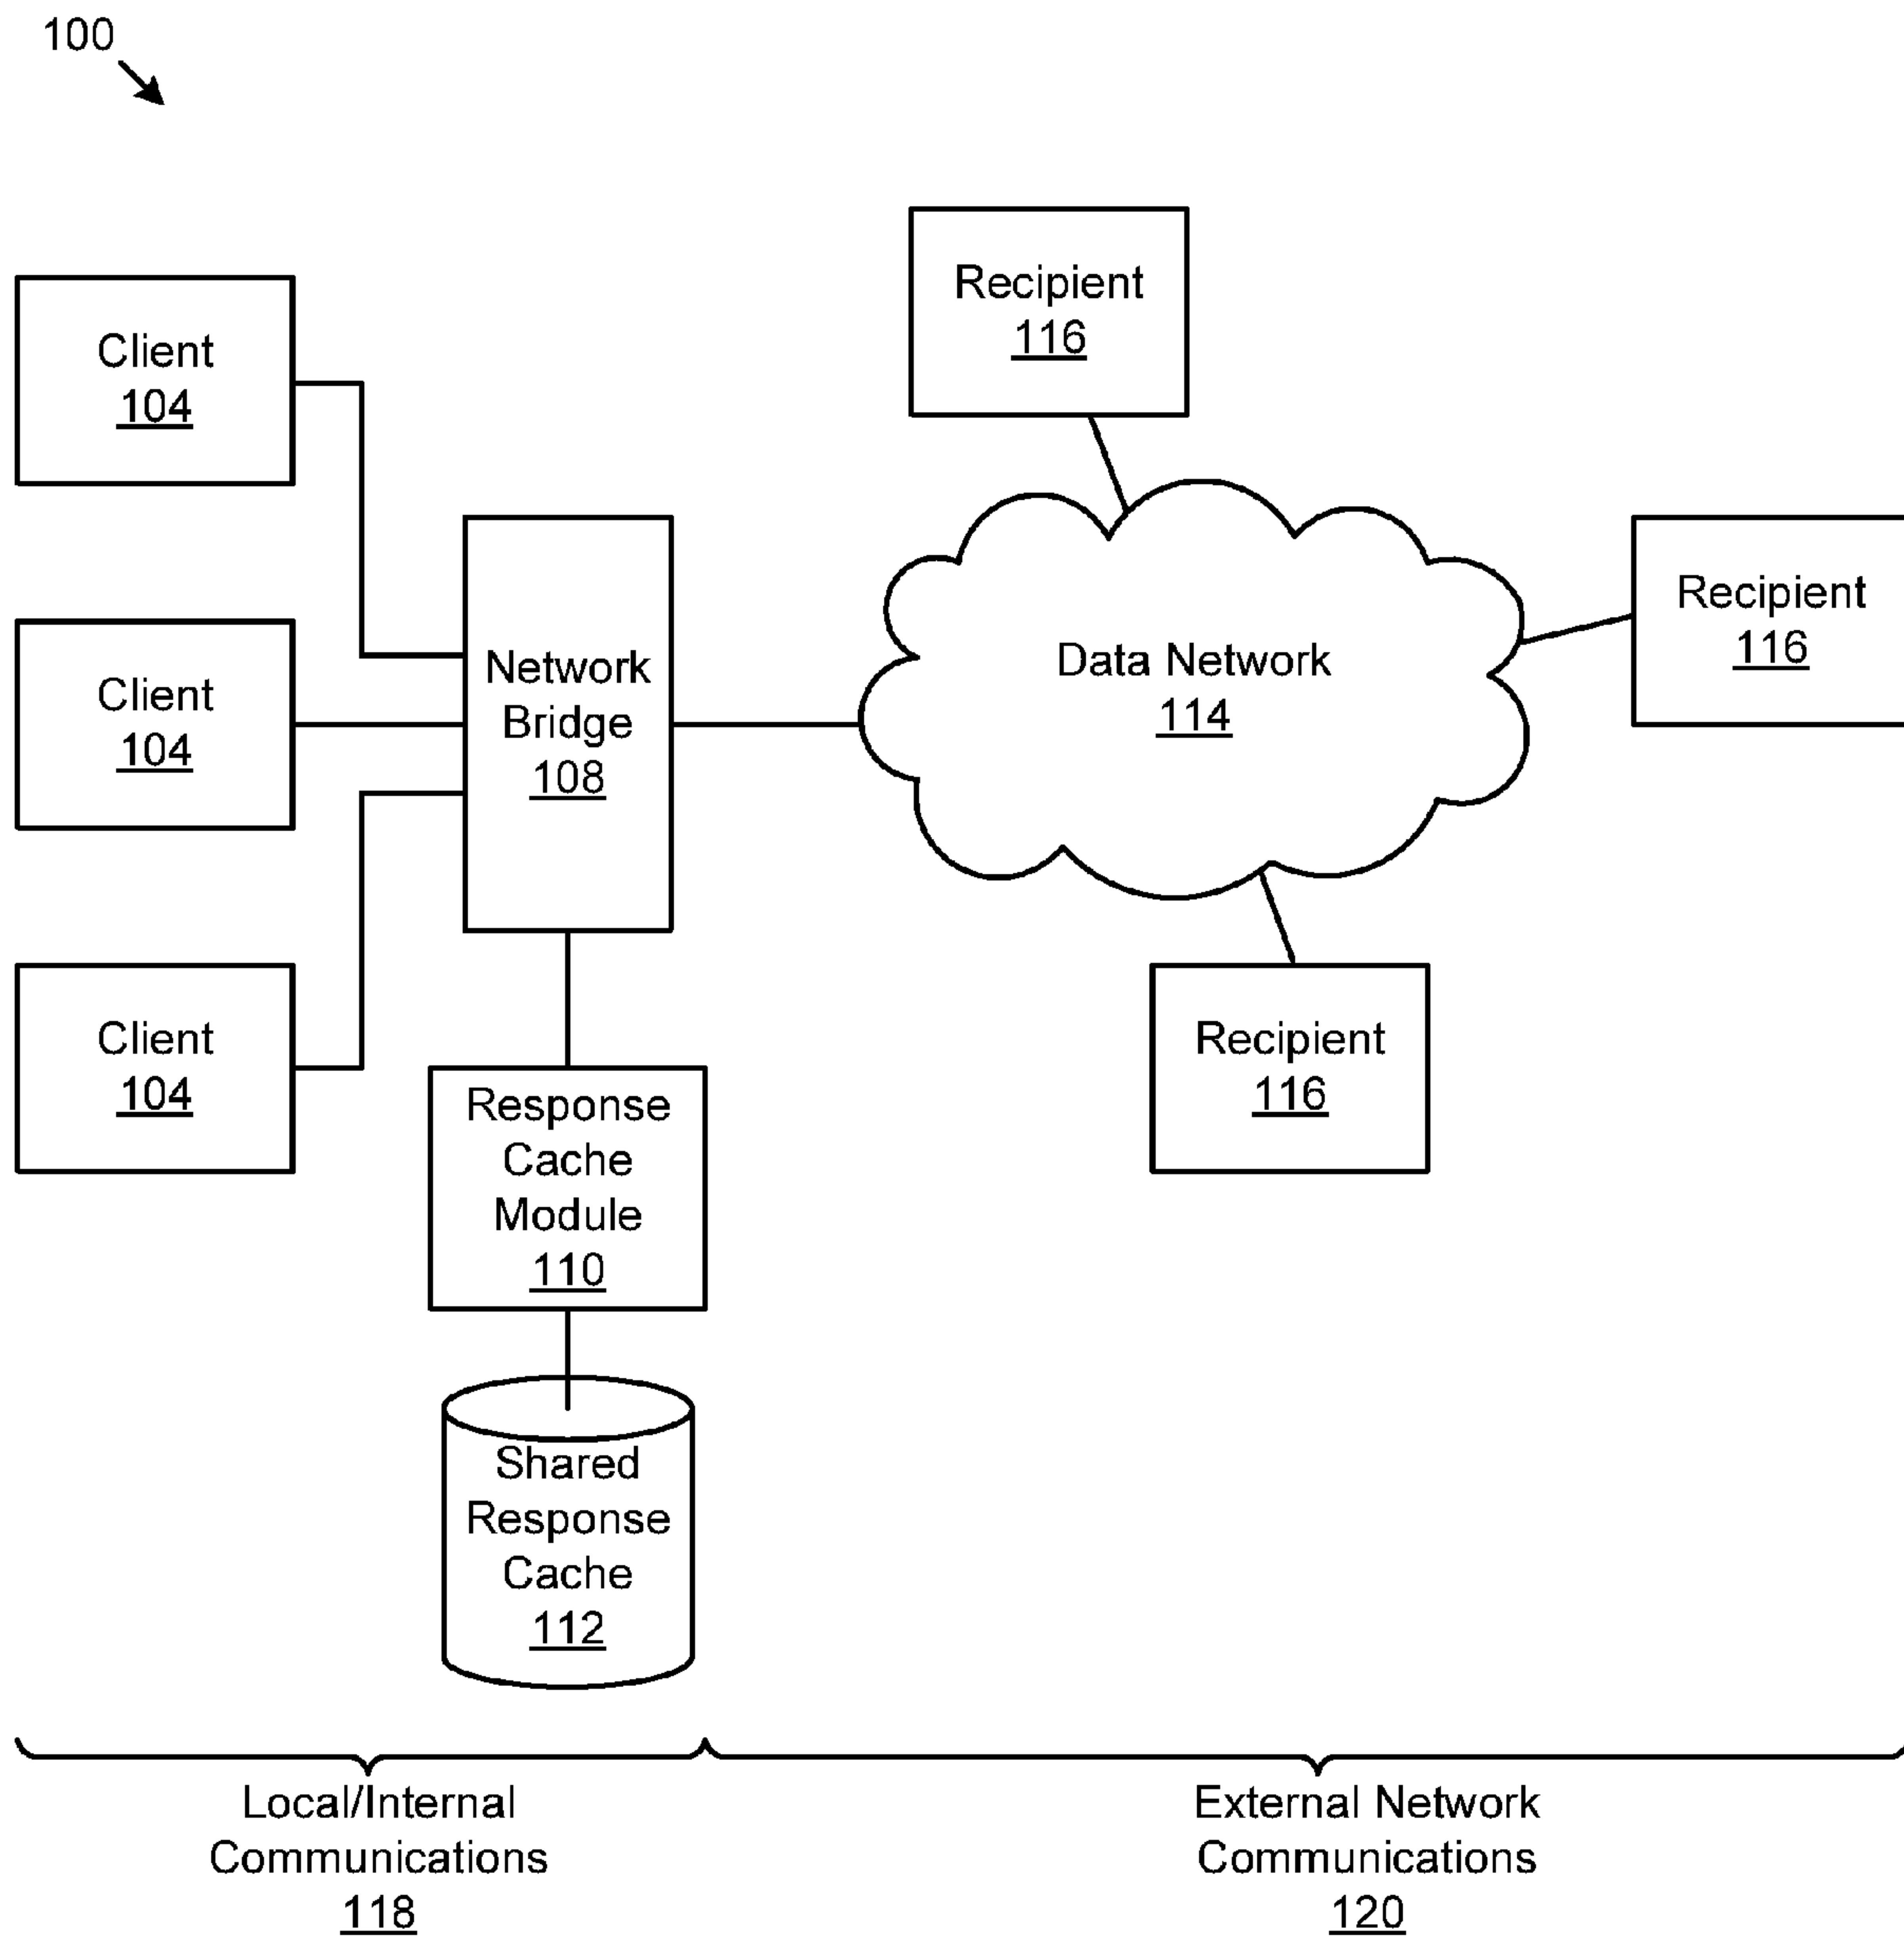 100
Recipient
116
Client
104
Recipient
116
Network
Bridge
108
Data Network
114
Client
104
Client
104
Recipient
116
Response
Cache
Module
110
Shared
Response
Cache
112
Local/Internal
Communications
118
External Network
Communications
120